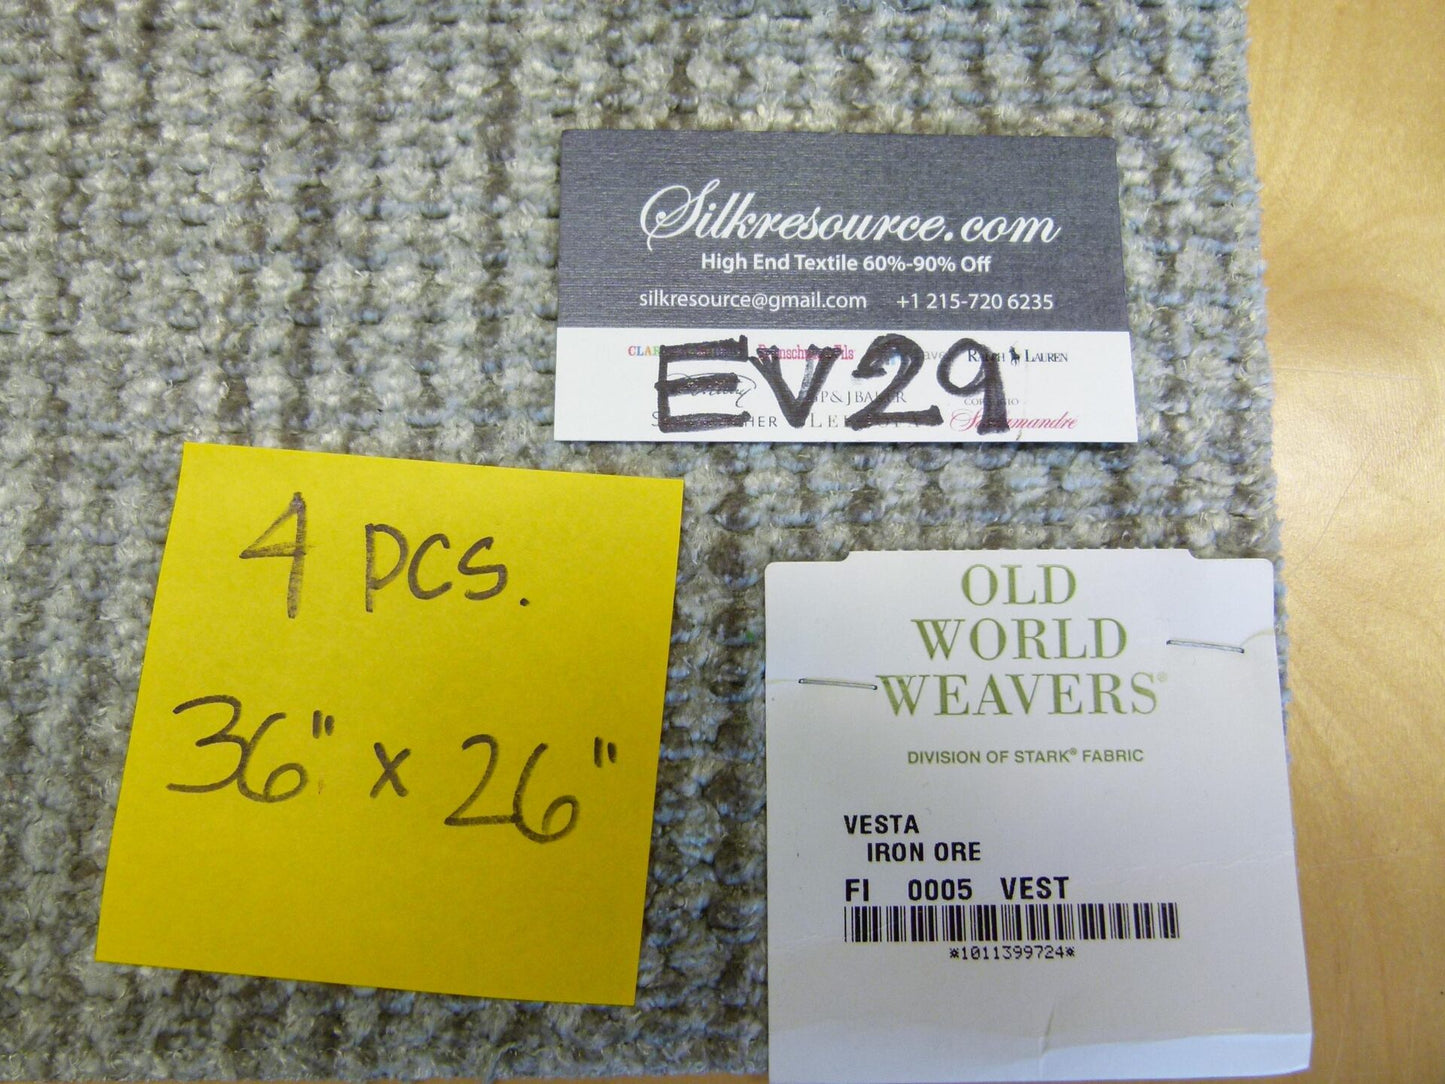 Silkresource.com
High End Textile 60%-90% Off
silkresource@gmail.com +1 215-720 6235
RALPH LAUREN
EV29
4 PCS.
36" x 26"
OLD
WORLD
WEAVERS®
DIVISION OF STARK® FABRIC
VESTA
IRON ORE
FI 0005 VEST
*1011399724*